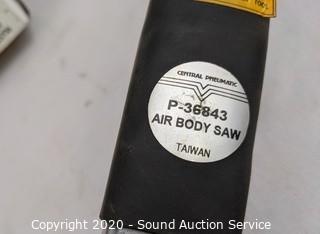 CENTRAL PNEUMATIC
P-36843
AIR BODY SAW
TAIWAN
Copyright 2020 - Sound Auction Service